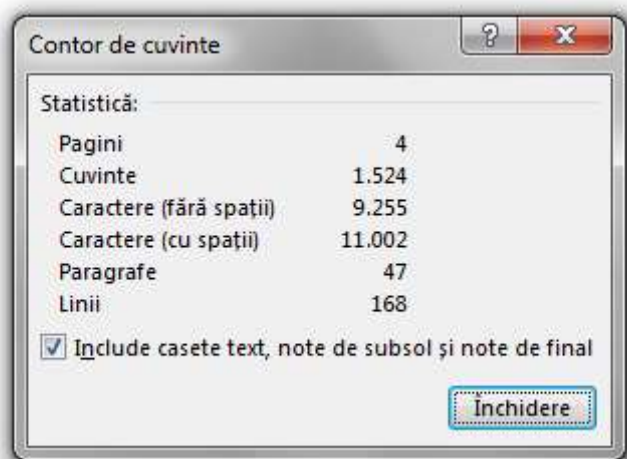 Contor de cuvinte
?
Statistică:
Pagini 4
Cuvinte 1.524
Caractere (fără spații) 9.255
Caractere (cu spații) 11.002
Paragrafe 47
Linii 168
Include casete text, note de subsol și note de final
Închidere